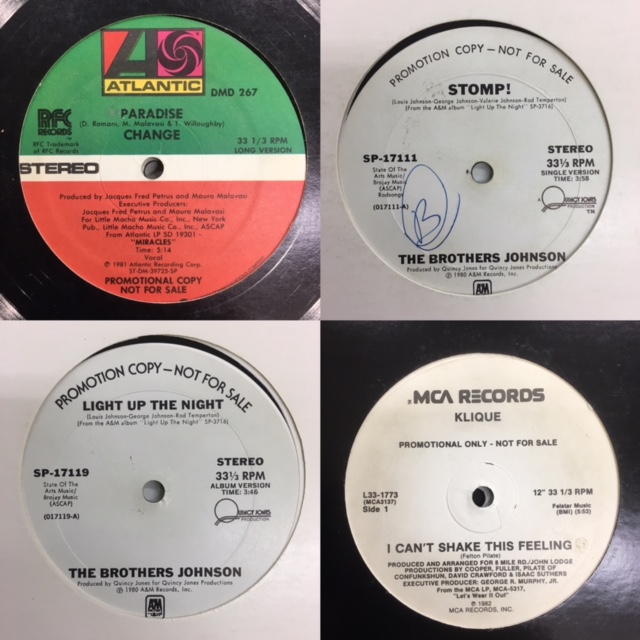 ATLANTIC
DMD 267
PARADISE
(D. Romani, M. Malavasi & T. Willoughby)
CHANGE
RFC
RECORDS
RFC Trademark
of RFC Records
33 1/3 RPM
LONG VERSION
STEREO
Produced by Jacques Fred Petrus and Mauro Malavasi
Executive Producers:
Jacques Fred Petrus and Mauro Malavasi
For Little Macho Music Co., Inc., New York
Pub., Little Macho Music Co., Inc., ASCAP
From Atlantic LP SD 19301 -
"MIRACLES"
Time: 5:14
Vocal
℗ 1981 Atlantic Recording Corp.
ST-DM-39725-SP
PROMOTIONAL COPY
NOT FOR SALE
PROMOTION COPY—NOT FOR SALE
STOMP!
(Louis Johnson-George Johnson-Valerie Johnson-Rod Temperton)
(From the A&M album "Light Up The Night" SP-3716)
SP-17111
State Of The
Arts Music/
Brojay Music
(ASCAP)
Rodsongs
(017111-A)
STEREO
33⅓ RPM
SINGLE VERSION
TIME: 3:58
QUINCY JONES
PRODUCTION
TM
B
THE BROTHERS JOHNSON
Produced by Quincy Jones for Quincy Jones Productions
℗ 1980 A&M Records, Inc.
A&M
PROMOTION COPY—NOT FOR SALE
LIGHT UP THE NIGHT
(Louis Johnson-George Johnson-Rod Temperton)
(From the A&M album "Light Up The Night" SP-3716)
SP-17119
State Of The
Arts Music/
Brojay Music
(ASCAP)
(017119-A)
STEREO
33⅓ RPM
ALBUM VERSION
TIME: 3:46
QUINCY JONES
PRODUCTION
THE BROTHERS JOHNSON
Produced by Quincy Jones for Quincy Jones Productions
℗ 1980 A&M Records, Inc.
A&M
MCA RECORDS
KLIQUE
PROMOTIONAL ONLY - NOT FOR SALE
L33-1773
(MCA3137)
Side 1
12" 33 1/3 RPM
Felstar Music
(BMI) (5:53)
I CAN'T SHAKE THIS FEELING
(Felton Pilate)
PRODUCED AND ARRANGED FOR 8 MILE RD./JOHN LODGE
PRODUCTIONS BY COOPER, FULLER, PILATE OF
CONFUNKSHUN, DAVID CRAWFORD & ISAAC SUTHERS
EXECUTIVE PRODUCER: GEORGE R. MURPHY, JR.
From the MCA LP, MCA-5317,
"Let's Wear It Out"
℗ 1982
MCA RECORDS, INC.